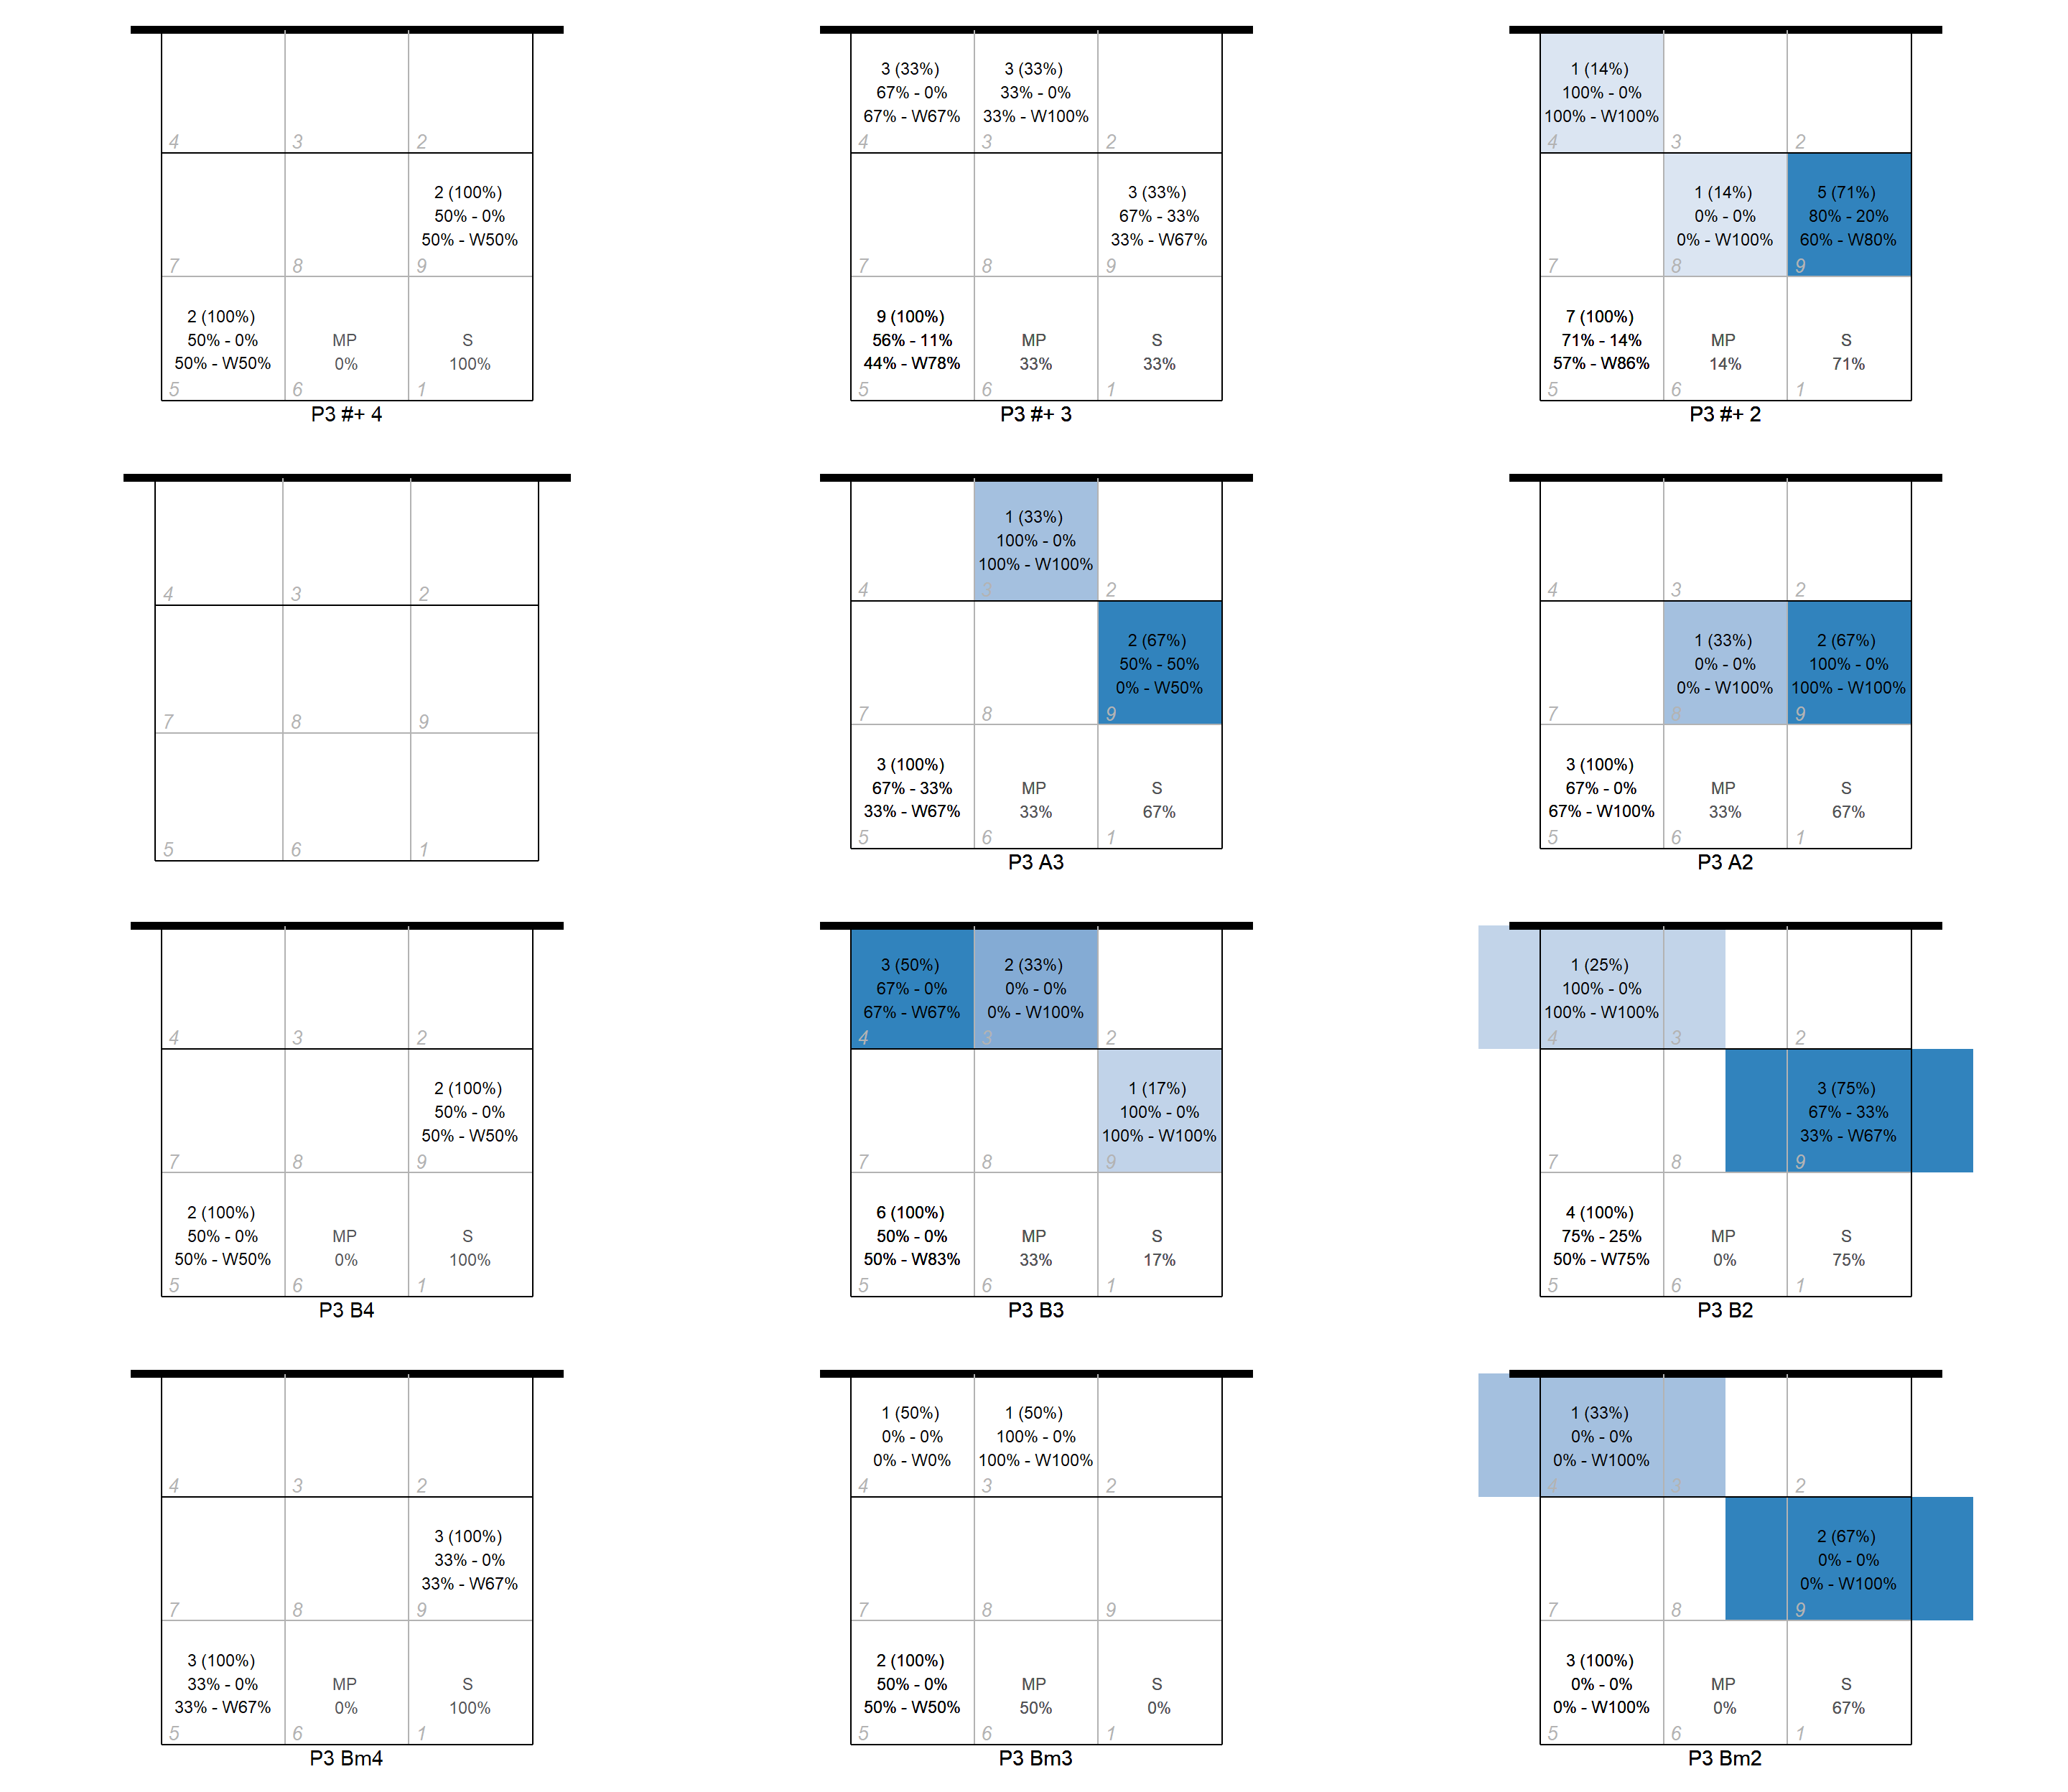 4 3 2
2 (100%)
50% - 0%
50% - W50%
7 8 9
2 (100%)
50% - 0%
50% - W50%
MP
0%
S
100%
5 6 1
P3 #+ 4
3 (33%)
67% - 0%
67% - W67%
3 (33%)
33% - 0%
33% - W100%
4 3 2
3 (33%)
67% - 33%
33% - W67%
7 8 9
9 (100%)
56% - 11%
44% - W78%
MP
33%
S
33%
5 6 1
P3 #+ 3
1 (14%)
100% - 0%
100% - W100%
4 3 2
1 (14%)
0% - 0%
0% - W100%
5 (71%)
80% - 20%
60% - W80%
7 8 9
7 (100%)
71% - 14%
57% - W86%
MP
14%
S
71%
5 6 1
P3 #+ 2
4 3 2
7 8 9
5 6 1
1 (33%)
100% - 0%
100% - W100%
4 3 2
2 (67%)
50% - 50%
0% - W50%
7 8 9
3 (100%)
67% - 33%
33% - W67%
MP
33%
S
67%
5 6 1
P3 A3
4 3 2
1 (33%)
0% - 0%
0% - W100%
2 (67%)
100% - 0%
100% - W100%
7 8 9
3 (100%)
67% - 0%
67% - W100%
MP
33%
S
67%
5 6 1
P3 A2
4 3 2
2 (100%)
50% - 0%
50% - W50%
7 8 9
2 (100%)
50% - 0%
50% - W50%
MP
0%
S
100%
5 6 1
P3 B4
3 (50%)
67% - 0%
67% - W67%
2 (33%)
0% - 0%
0% - W100%
4 3 2
1 (17%)
100% - 0%
100% - W100%
7 8 9
6 (100%)
50% - 0%
50% - W83%
MP
33%
S
17%
5 6 1
P3 B3
1 (25%)
100% - 0%
100% - W100%
4 3 2
3 (75%)
67% - 33%
33% - W67%
7 8 9
4 (100%)
75% - 25%
50% - W75%
MP
0%
S
75%
5 6 1
P3 B2
4 3 2
3 (100%)
33% - 0%
33% - W67%
7 8 9
3 (100%)
33% - 0%
33% - W67%
MP
0%
S
100%
5 6 1
P3 Bm4
1 (50%)
0% - 0%
0% - W0%
1 (50%)
100% - 0%
100% - W100%
4 3 2
7 8 9
2 (100%)
50% - 0%
50% - W50%
MP
50%
S
0%
5 6 1
P3 Bm3
1 (33%)
0% - 0%
0% - W100%
4 3 2
2 (67%)
0% - 0%
0% - W100%
7 8 9
3 (100%)
0% - 0%
0% - W100%
MP
0%
S
67%
5 6 1
P3 Bm2